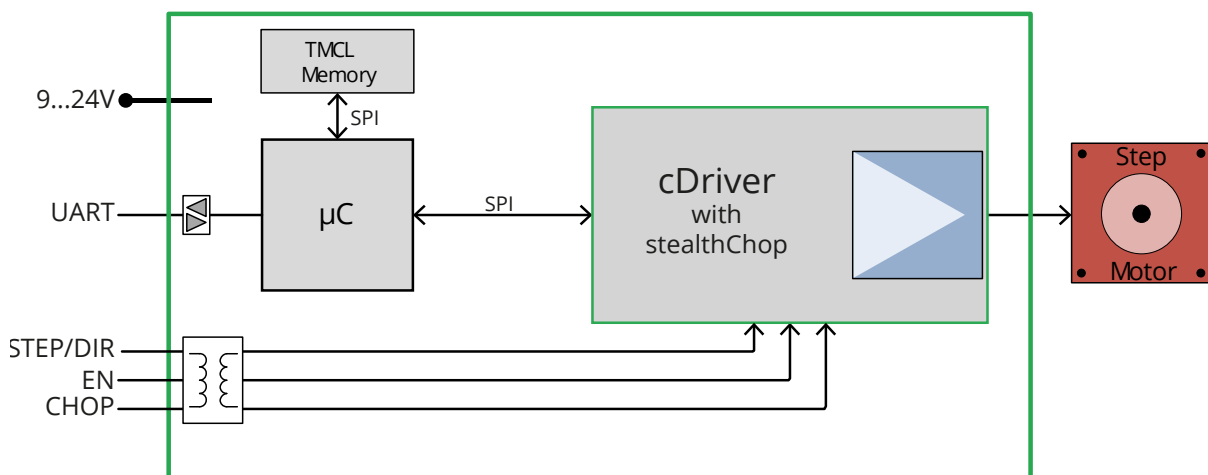 TMCL
Memory
9...24V
SPI
cDriver
with
stealthChop
Step
Motor
UART
µC
SPI
STEP/DIR
EN
CHOP